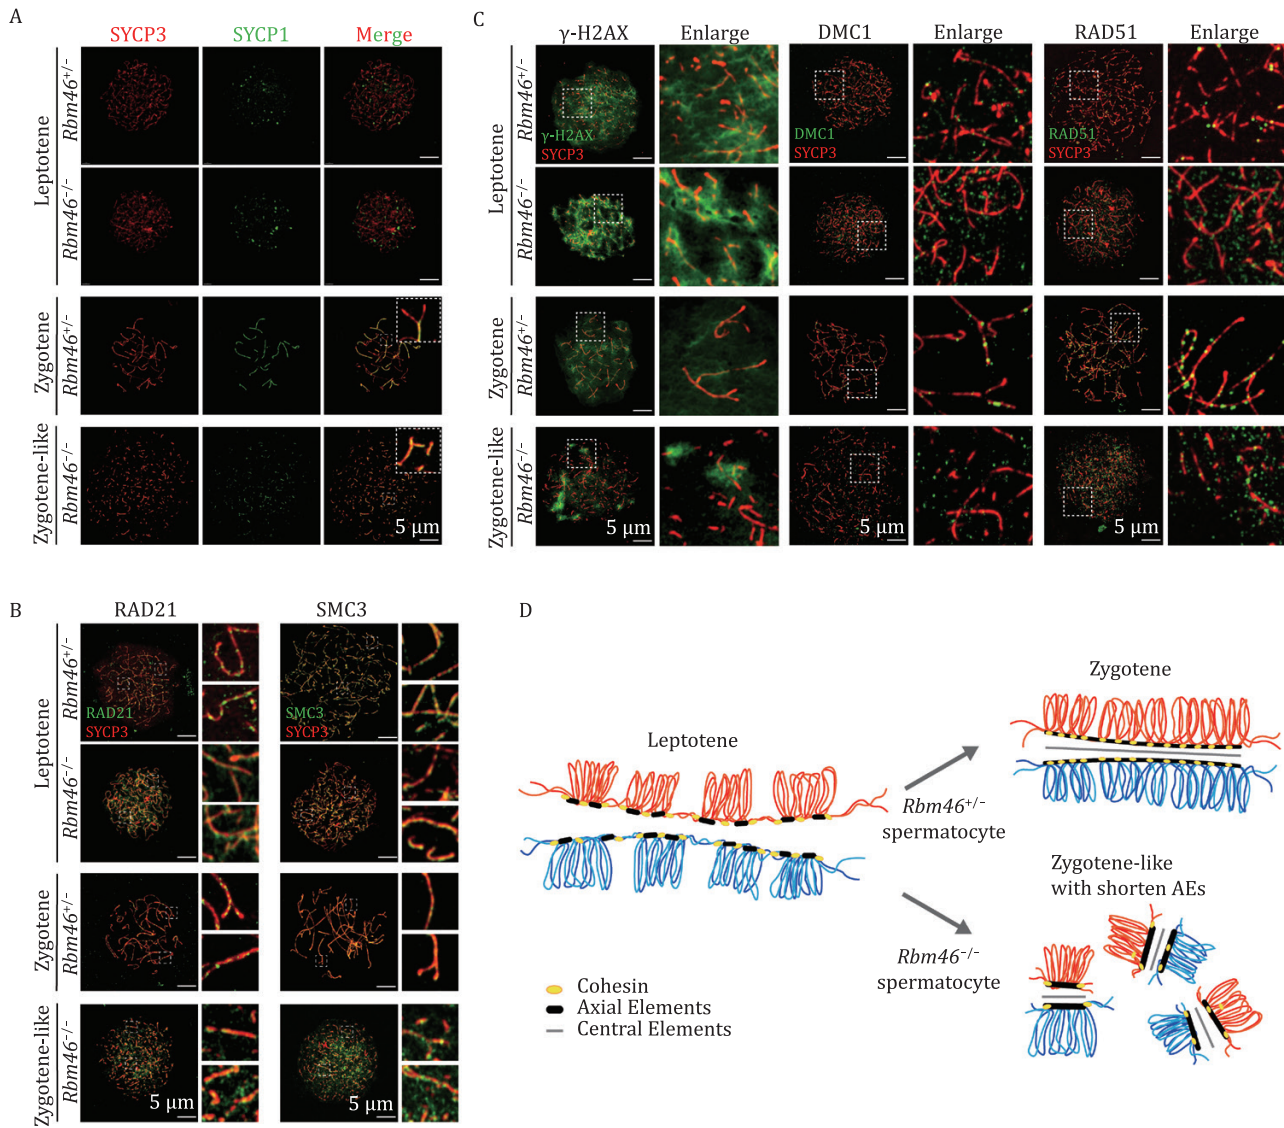 A
SYCP3 SYCP1 Merge
Leptotene
Rbm46+/-
Rbm46-/-
Zygotene
Rbm46+/-
Zygotene-like
Rbm46-/-
5 μm
C
γ-H2AX Enlarge DMC1 Enlarge RAD51 Enlarge
Leptotene
Rbm46+/-
γ-H2AX
SYCP3
DMC1
SYCP3
RAD51
SYCP3
Rbm46-/-
Zygotene
Rbm46+/-
Zygotene-like
Rbm46-/-
5 μm
5 μm
5 μm
B
RAD21 SMC3
Leptotene
Rbm46+/-
RAD21
SYCP3
SMC3
SYCP3
Rbm46-/-
Zygotene
Rbm46+/-
Zygotene-like
Rbm46-/-
5 μm
5 μm
D
Leptotene
Zygotene
Rbm46+/-
spermatocyte
Zygotene-like
with shorten AEs
Rbm46-/-
spermatocyte
Cohesin
Axial Elements
Central Elements